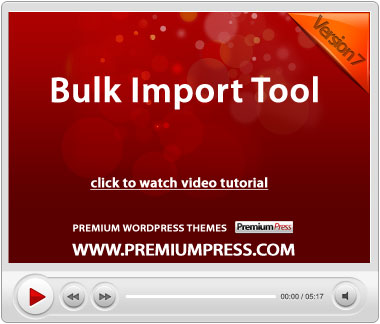 Version 7
Bulk Import Tool
click to watch video tutorial
PREMIUM WORDPRESS THEMES PremiumPress
WWW.PREMIUMPRESS.COM
00:00 / 05:17